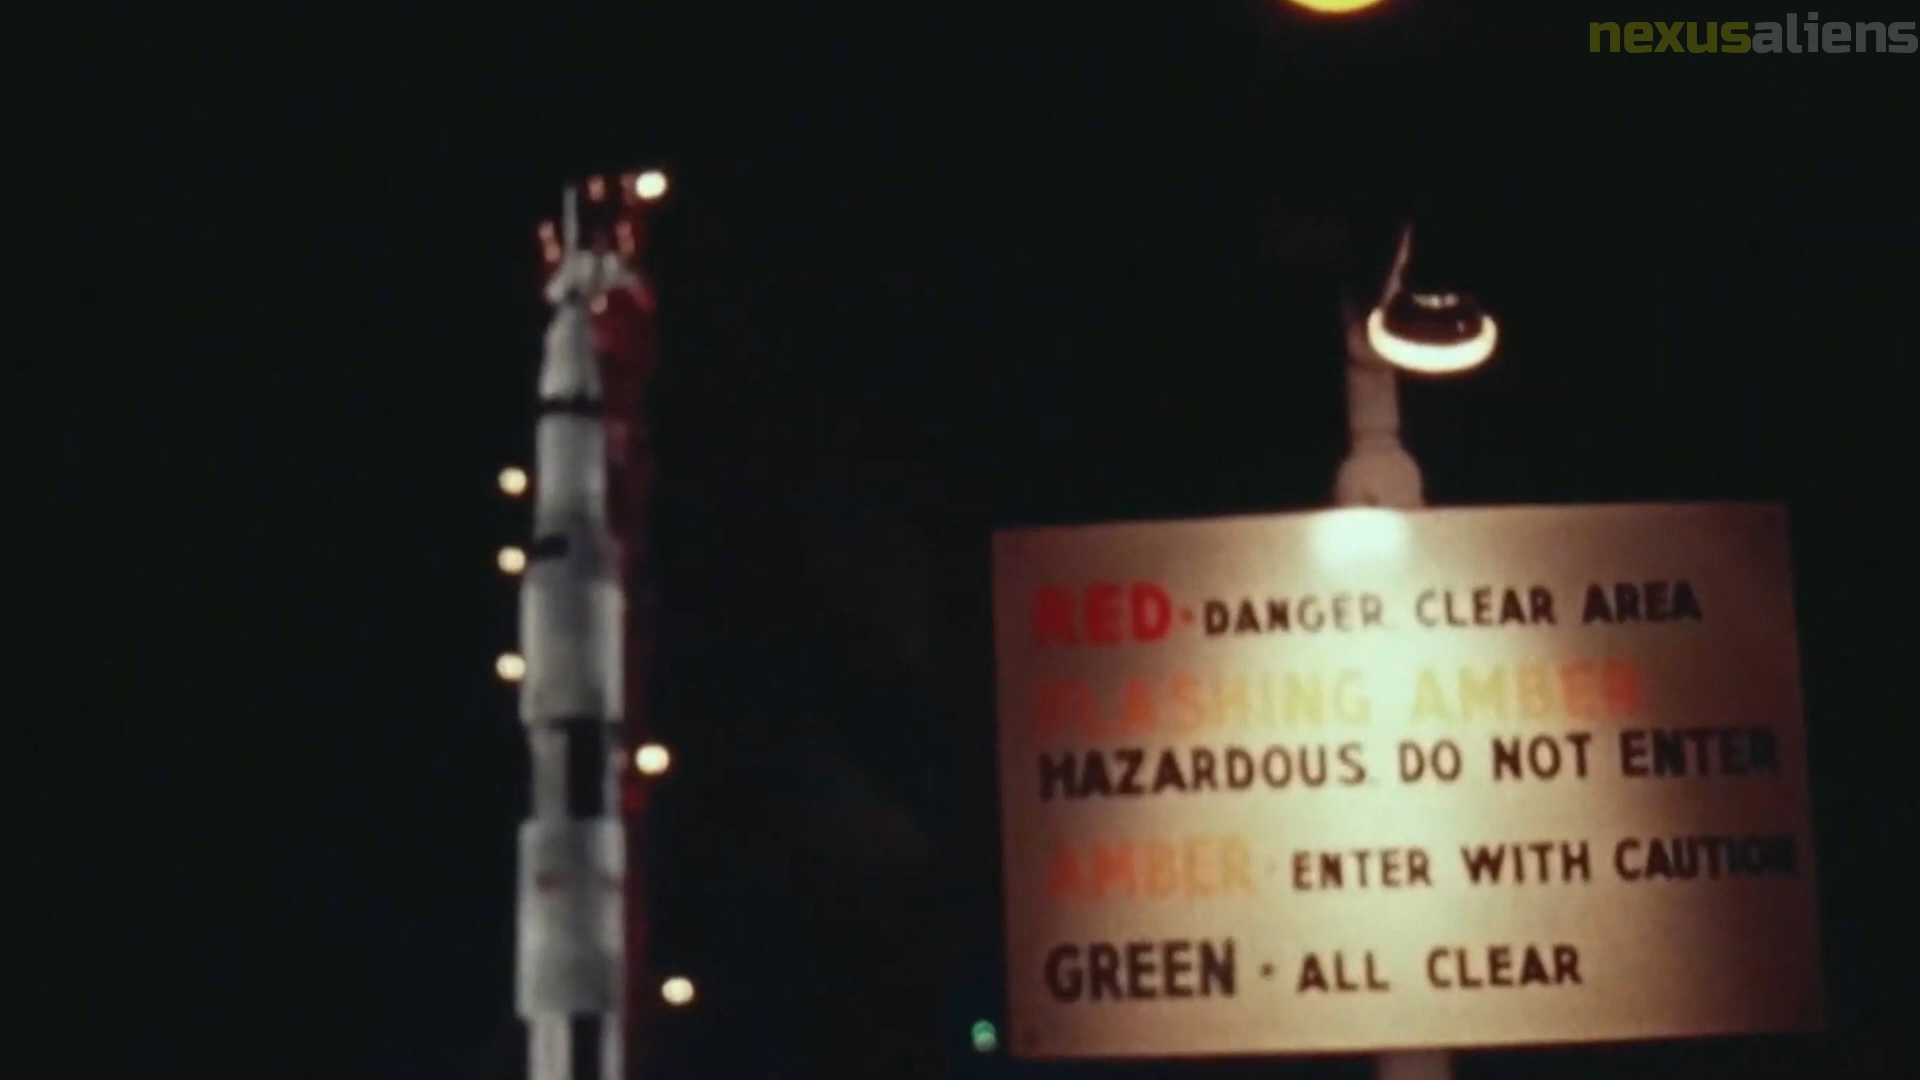 nexusaliens
RED - DANGER CLEAR AREA
FLASHING AMBER
HAZARDOUS DO NOT ENTER
AMBER - ENTER WITH CAUTION
GREEN - ALL CLEAR